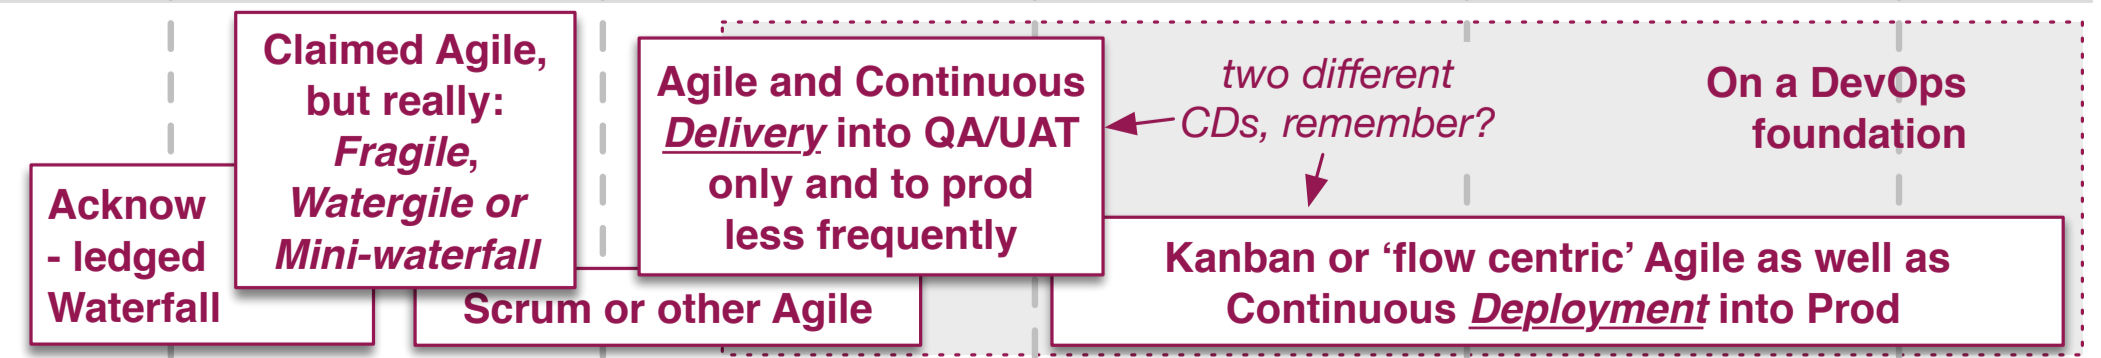 Acknow
- ledged
Waterfall
Claimed Agile,
but really:
Fragile,
Watergile or
Mini-waterfall
Scrum or other Agile
Agile and Continuous
Delivery into QA/UAT
only and to prod
less frequently
two different
CDs, remember?
On a DevOps
foundation
Kanban or ‘flow centric’ Agile as well as
Continuous Deployment into Prod